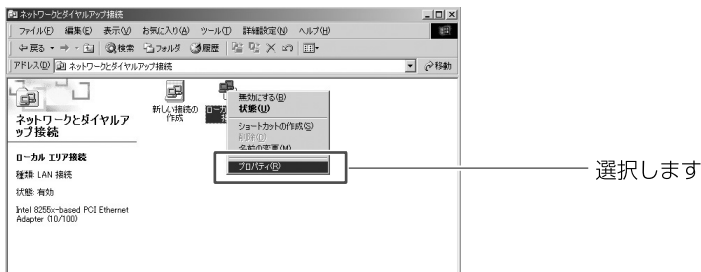 ネットワークとダイヤルアップ接続
ファイル(F) 編集(E) 表示(V) お気に入り(A) ツール(T) 詳細設定(N) ヘルプ(H)
戻る 検索 フォルダ 履歴
アドレス(D) ネットワークとダイヤルアップ接続 移動
ネットワークとダイヤルア
ップ接続
ローカル エリア接続
種類: LAN 接続
状態: 有効
Intel 8255x-based PCI Ethernet
Adapter (10/100)
新しい接続の
作成
無効にする(B)
状態(U)
ショートカットの作成(S)
削除(D)
名前の変更(M)
プロパティ(R)
選択します